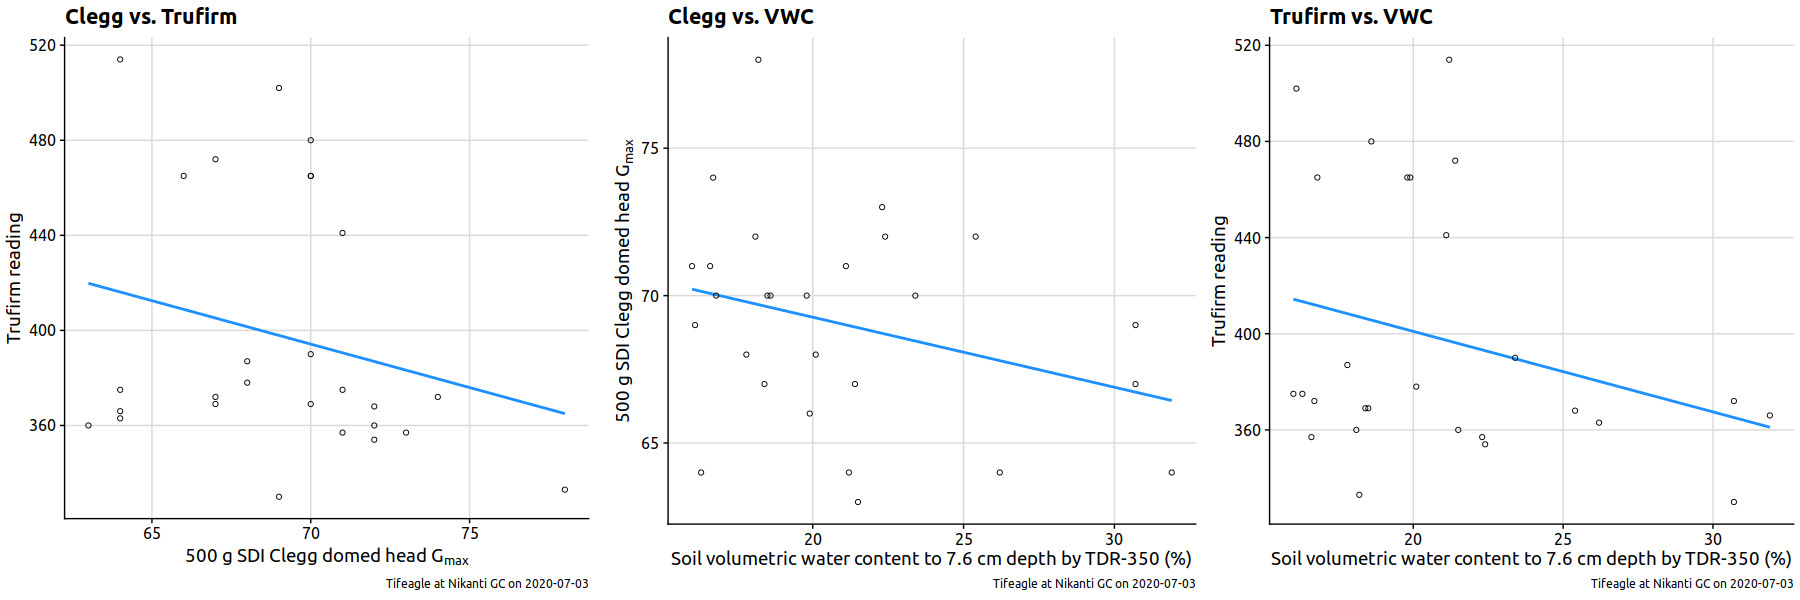 Clegg vs. Trufirm
520
480
440
400
360
Trufirm reading
65
70
75
500 g SDI Clegg domed head Gmax
Tifeagle at Nikanti GC on 2020-07-03
Clegg vs. VWC
75
70
65
500 g SDI Clegg domed head Gmax
20
25
30
Soil volumetric water content to 7.6 cm depth by TDR-350 (%)
Tifeagle at Nikanti GC on 2020-07-03
Trufirm vs. VWC
520
480
440
400
360
Trufirm reading
20
25
30
Soil volumetric water content to 7.6 cm depth by TDR-350 (%)
Tifeagle at Nikanti GC on 2020-07-03